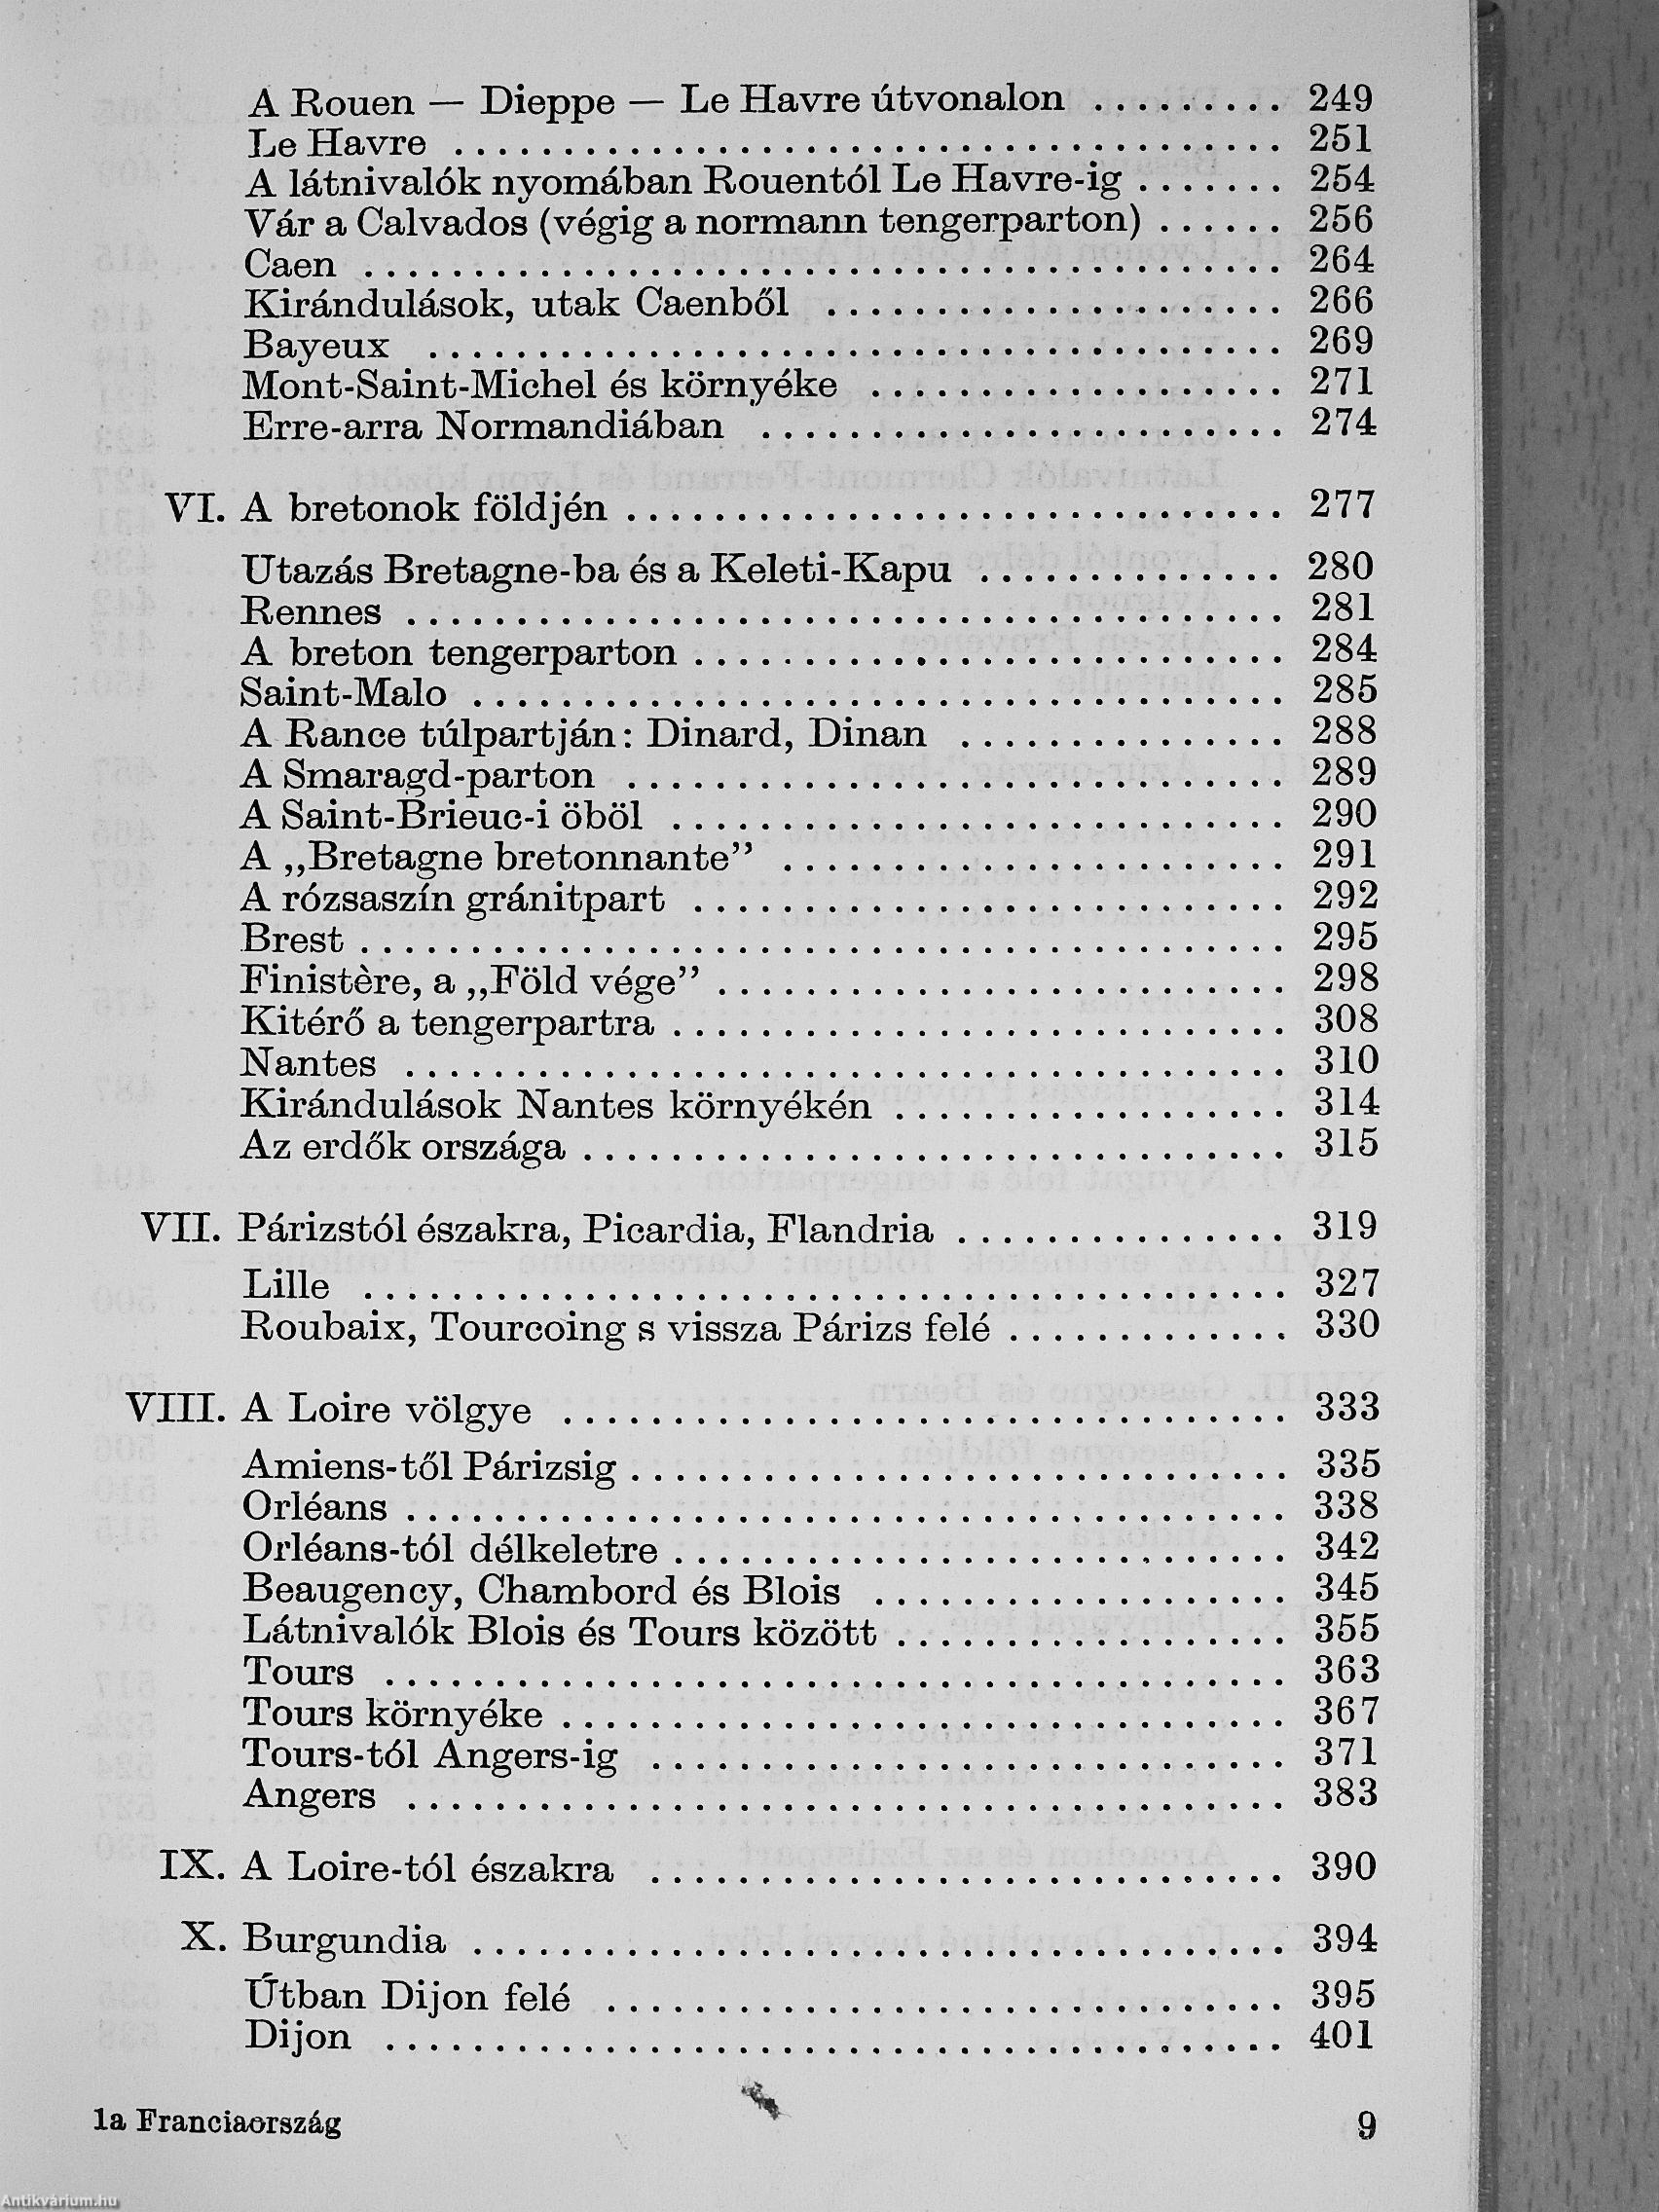 A Rouen — Dieppe — Le Havre útvonalon ......... 249
Le Havre ...................................... 251
A látnivalók nyomában Rouentól Le Havre-ig ....... 254
Vár a Calvados (végig a normann tengerparton) ...... 256
Caen .......................................... 264
Kirándulások, utak Caenből ..................... 266
Bayeux ....................................... 269
Mont-Saint-Michel és környéke ................... 271
Erre-arra Normandiában ........................ 274
VI. A bretonok földjén .............................. 277
Utazás Bretagne-ba és a Keleti-Kapu .............. 280
Rennes ........................................ 281
A breton tengerparton ........................... 284
Saint-Malo ..................................... 285
A Rance túlpartján: Dinard, Dinan ............... 288
A Smaragd-parton .............................. 289
A Saint-Brieuc-i öböl ............................ 290
A „Bretagne bretonnante” ....................... 291
A rózsaszín gránitpart ........................... 292
Brest .......................................... 295
Finistère, a „Föld vége” .......................... 298
Kitérő a tengerpartra ............................ 308
Nantes ........................................ 310
Kirándulások Nantes környékén .................. 314
Az erdők országa ................................ 315
VII. Párizstól északra, Picardia, Flandria ............... 319
Lille .......................................... 327
Roubaix, Tourcoing s vissza Párizs felé ............. 330
VIII. A Loire völgye ................................. 333
Amiens-től Párizsig .............................. 335
Orléans ........................................ 338
Orléans-tól délkeletre ............................ 342
Beaugency, Chambord és Blois ................... 345
Látnivalók Blois és Tours között .................. 355
Tours ......................................... 363
Tours környéke ................................. 367
Tours-tól Angers-ig ............................. 371
Angers ........................................ 383
IX. A Loire-tól északra ............................. 390
X. Burgundia ..................................... 394
Útban Dijon felé ............................... 395
Dijon ......................................... 401
1a Franciaország 9
Antikvárium.hu